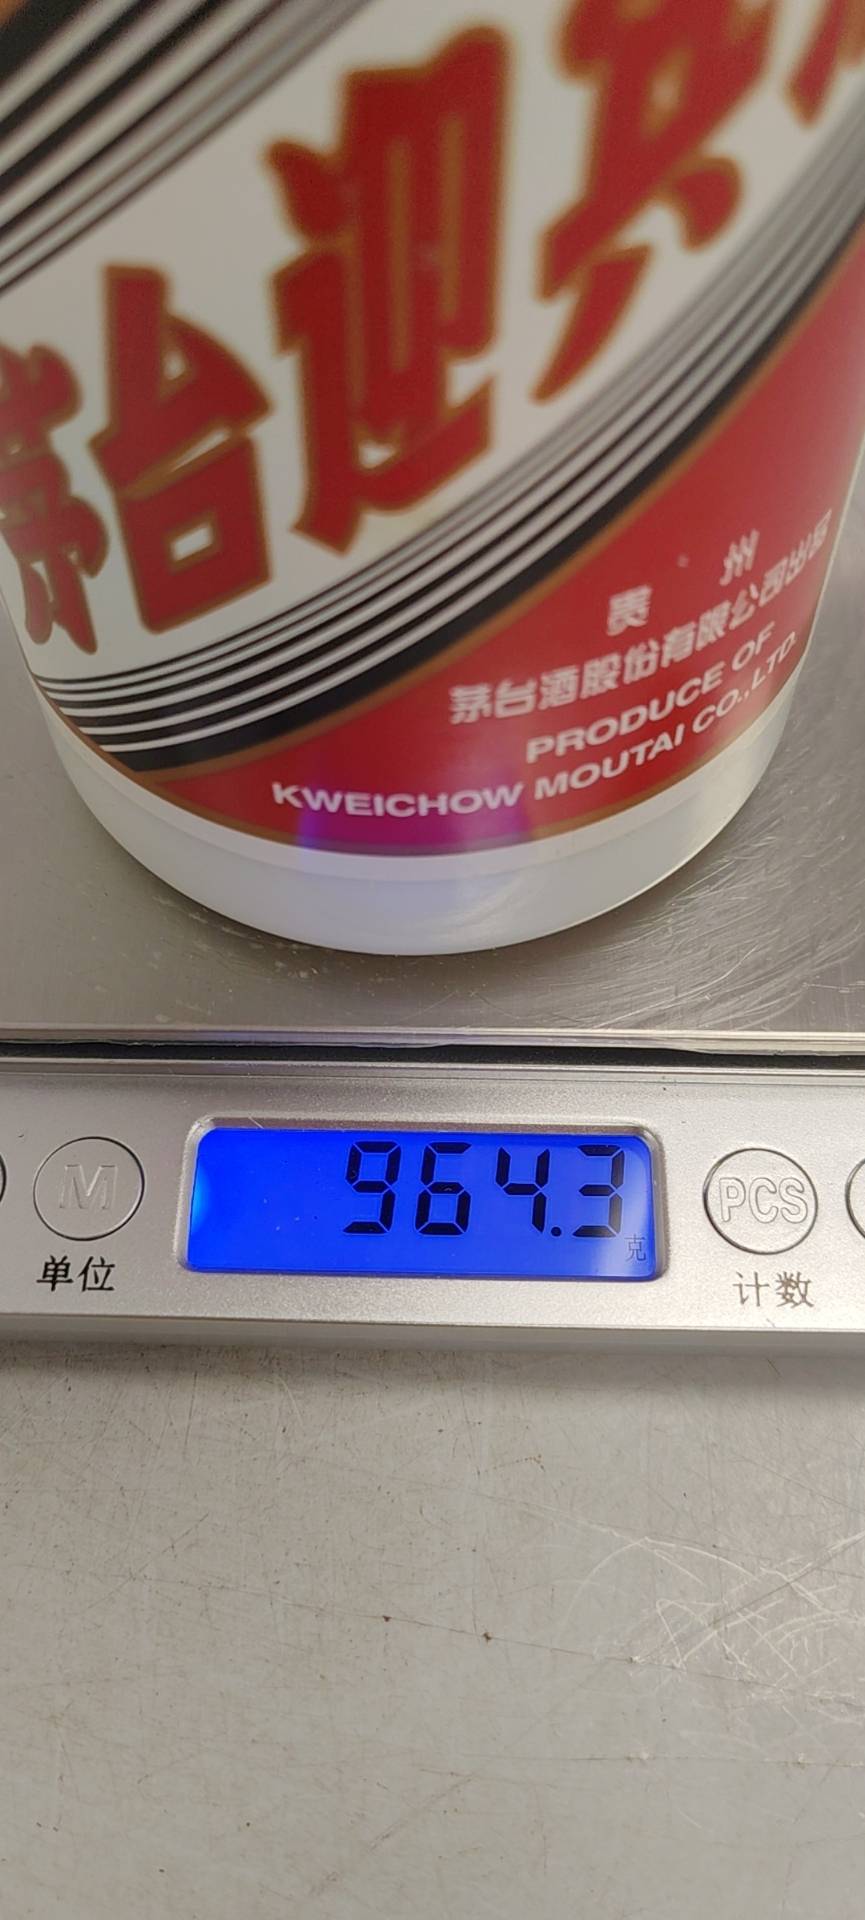 茅台迎宾
贵 州
茅台酒股份有限公司出品
PRODUCE OF
KWEICHOW MOUTAI CO.,LTD.
M
单位
964.3
克
PCS
计数